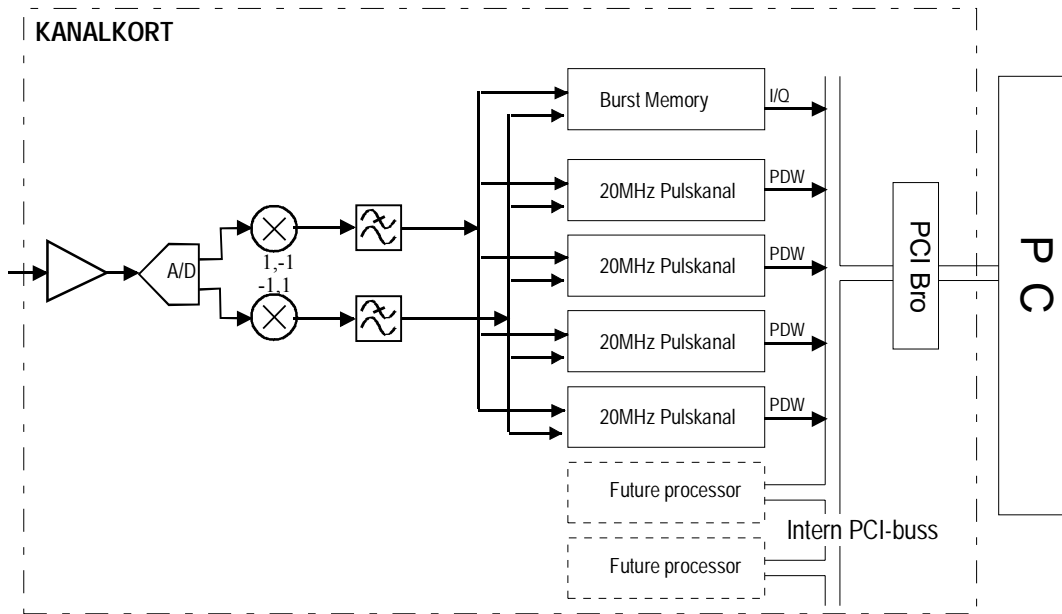 KANALKORT
Burst Memory
I/Q
20MHz Pulskanal
PDW
20MHz Pulskanal
PDW
A/D
1,-1
-1,1
PCI Bro
PC
20MHz Pulskanal
PDW
20MHz Pulskanal
PDW
Future processor
Intern PCI-buss
Future processor